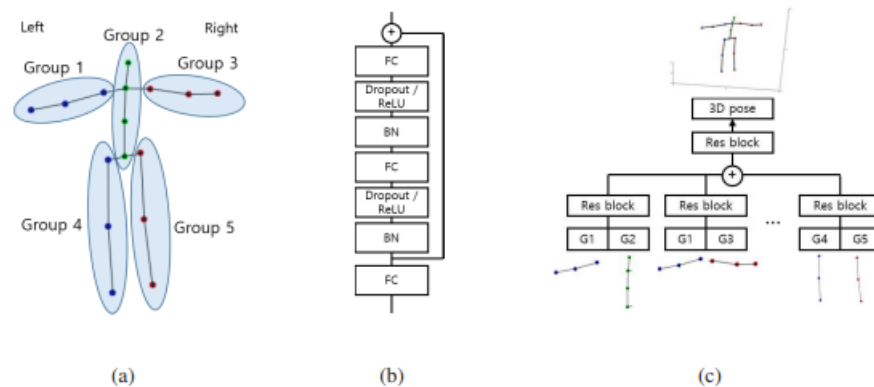 Left
Right
Group 2
Group 1
Group 3
Group 4
Group 5
(a)
+
FC
Dropout /
ReLU
BN
FC
Dropout /
ReLU
BN
FC
(b)
3D pose
Res block
+
Res block
Res block
...
Res block
G1 G2
G1 G3
G4 G5
(c)